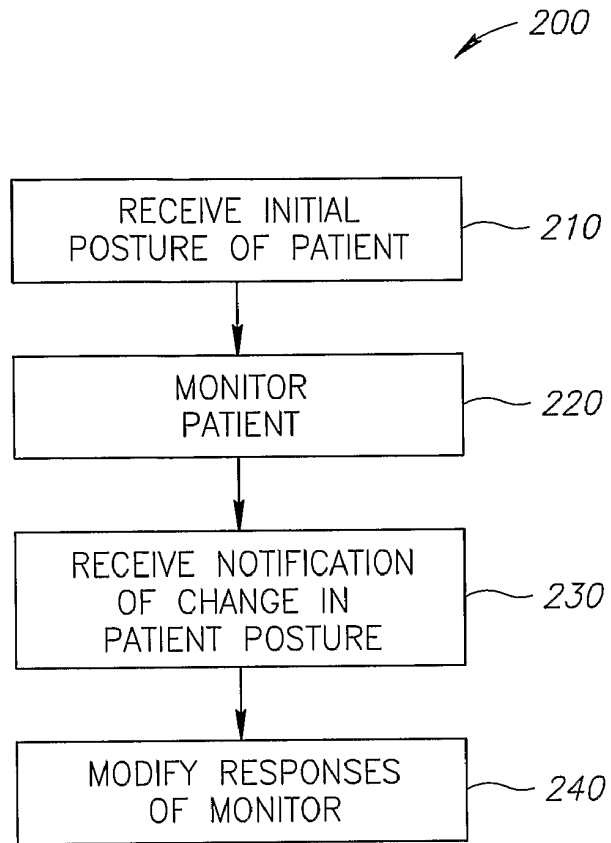 200
RECEIVE INITIAL
POSTURE OF PATIENT
210
MONITOR
PATIENT
220
RECEIVE NOTIFICATION
OF CHANGE IN
PATIENT POSTURE
230
MODIFY RESPONSES
OF MONITOR
240